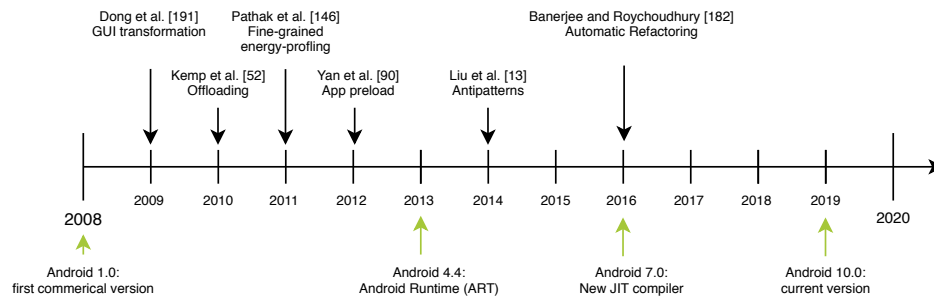 Dong et al. [191]
GUI transformation
Pathak et al. [146]
Fine-grained
energy-profling
Banerjee and Roychoudhury [182]
Automatic Refactoring
Kemp et al. [52]
Offloading
Yan et al. [90]
App preload
Liu et al. [13]
Antipatterns
2008
2009
2010
2011
2012
2013
2014
2015
2016
2017
2018
2019
2020
Android 1.0:
first commerical version
Android 4.4:
Android Runtime (ART)
Android 7.0:
New JIT compiler
Android 10.0:
current version